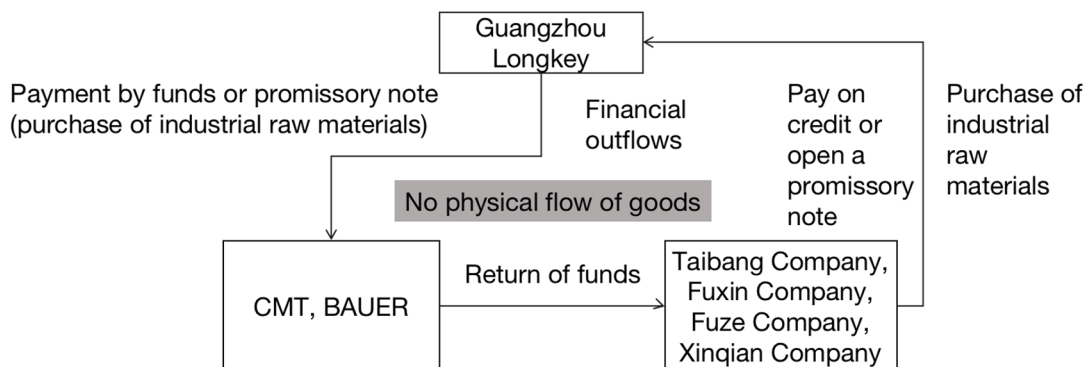 Guangzhou
Longkey
Payment by funds or promissory note
(purchase of industrial raw materials)
Financial
outflows
Pay on
credit or
open a
promissory
note
Purchase of
industrial
raw
materials
No physical flow of goods
CMT, BAUER
Return of funds
Taibang Company,
Fuxin Company,
Fuze Company,
Xinqian Company